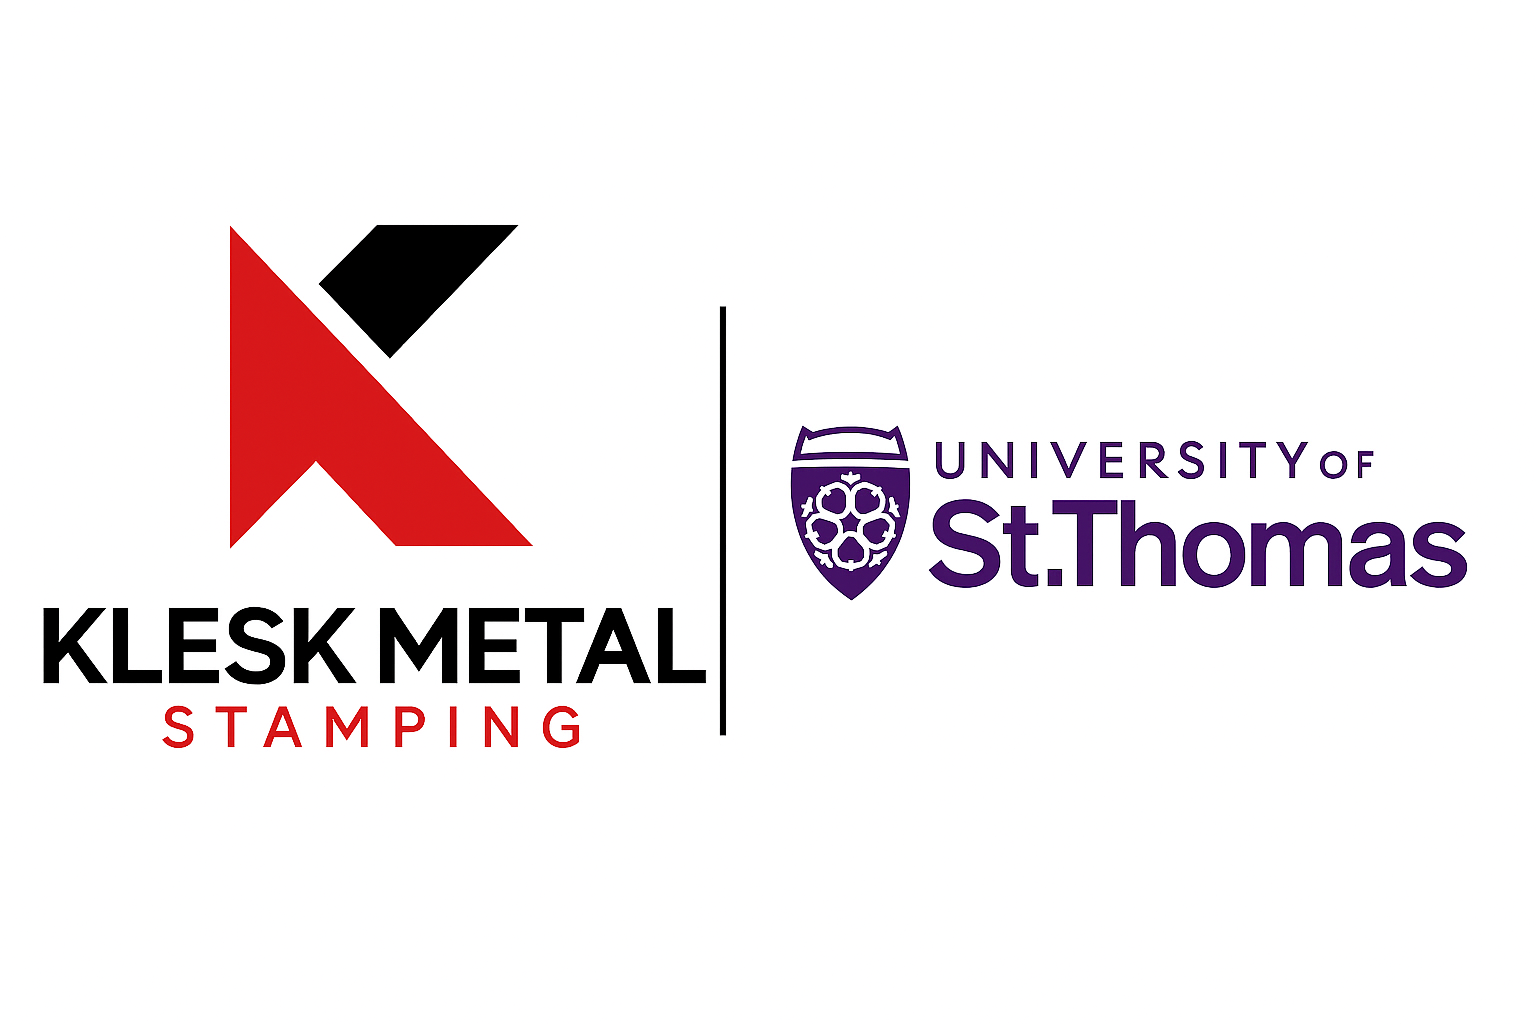 KLESK METAL
STAMPING
UNIVERSITY OF
St.Thomas